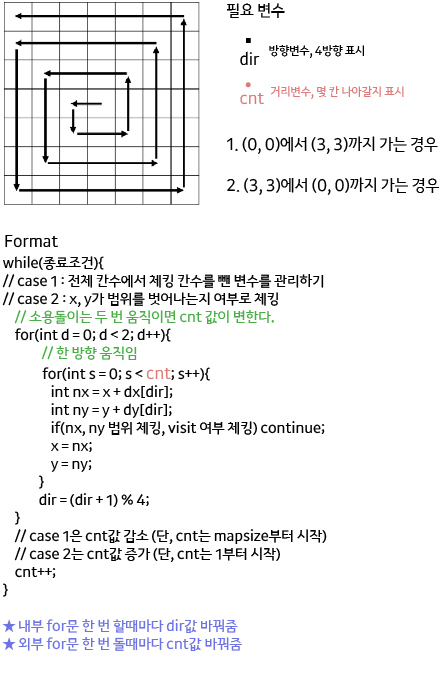 필요 변수
dir 방향변수, 4방향 표시
cnt 거리변수, 몇 칸 나아갈지 표시
1. (0, 0)에서 (3, 3)까지 가는 경우
2. (3, 3)에서 (0, 0)까지 가는 경우
Format
while(종료조건){
// case 1 : 전체 칸수에서 체킹 칸수를 뺀 변수를 관리하기
// case 2 : x, y가 범위를 벗어나는지 여부로 체킹
// 소용돌이는 두 번 움직이면 cnt 값이 변한다.
for(int d = 0; d < 2; d++){
// 한 방향 움직임
for(int s = 0; s < cnt; s++){
int nx = x + dx[dir];
int ny = y + dy[dir];
if(nx, ny 범위 체킹, visit 여부 체킹) continue;
x = nx;
y = ny;
}
dir = (dir + 1) % 4;
}
// case 1은 cnt값 감소 (단, cnt는 mapsize부터 시작)
// case 2는 cnt값 증가 (단, cnt는 1부터 시작)
cnt++;
}
★ 내부 for문 한 번 할때마다 dir값 바꿔줌
★ 외부 for문 한 번 돌때마다 cnt값 바꿔줌